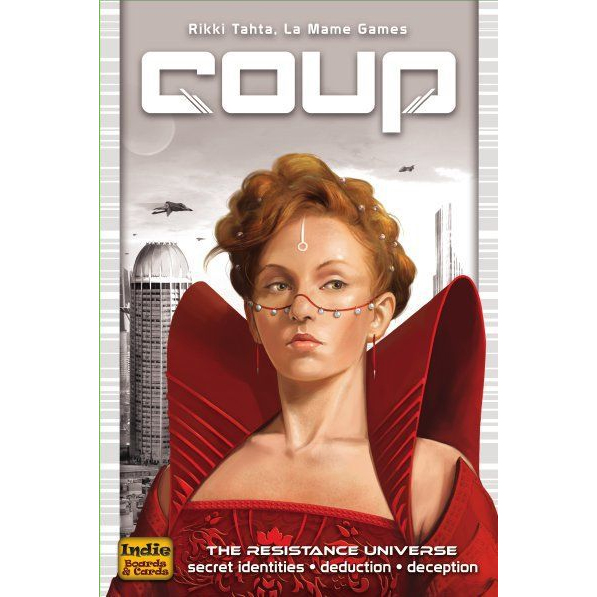 Rikki Tahta, La Mame Games
COUP
THE RESISTANCE UNIVERSE
secret identities • deduction • deception
Indie
Boards
& Cards